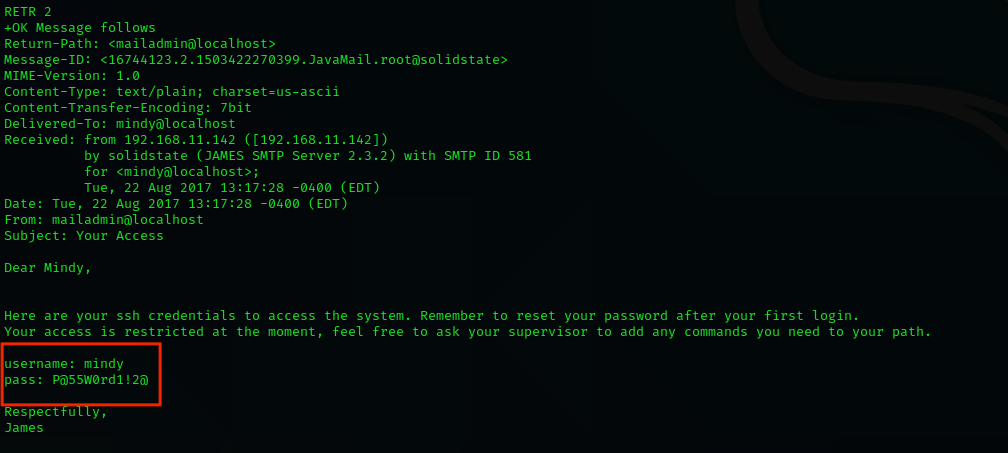 RETR 2
+OK Message follows
Return-Path: <mailadmin@localhost>
Message-ID: <16744123.2.1503422270399.JavaMail.root@solidstate>
MIME-Version: 1.0
Content-Type: text/plain; charset=us-ascii
Content-Transfer-Encoding: 7bit
Delivered-To: mindy@localhost
Received: from 192.168.11.142 ([192.168.11.142])
          by solidstate (JAMES SMTP Server 2.3.2) with SMTP ID 581
          for <mindy@localhost>;
          Tue, 22 Aug 2017 13:17:28 -0400 (EDT)
Date: Tue, 22 Aug 2017 13:17:28 -0400 (EDT)
From: mailadmin@localhost
Subject: Your Access

Dear Mindy,


Here are your ssh credentials to access the system. Remember to reset your password after your first login.
Your access is restricted at the moment, feel free to ask your supervisor to add any commands you need to your path.

username: mindy
pass: P@55W0rd1!2@

Respectfully,
James